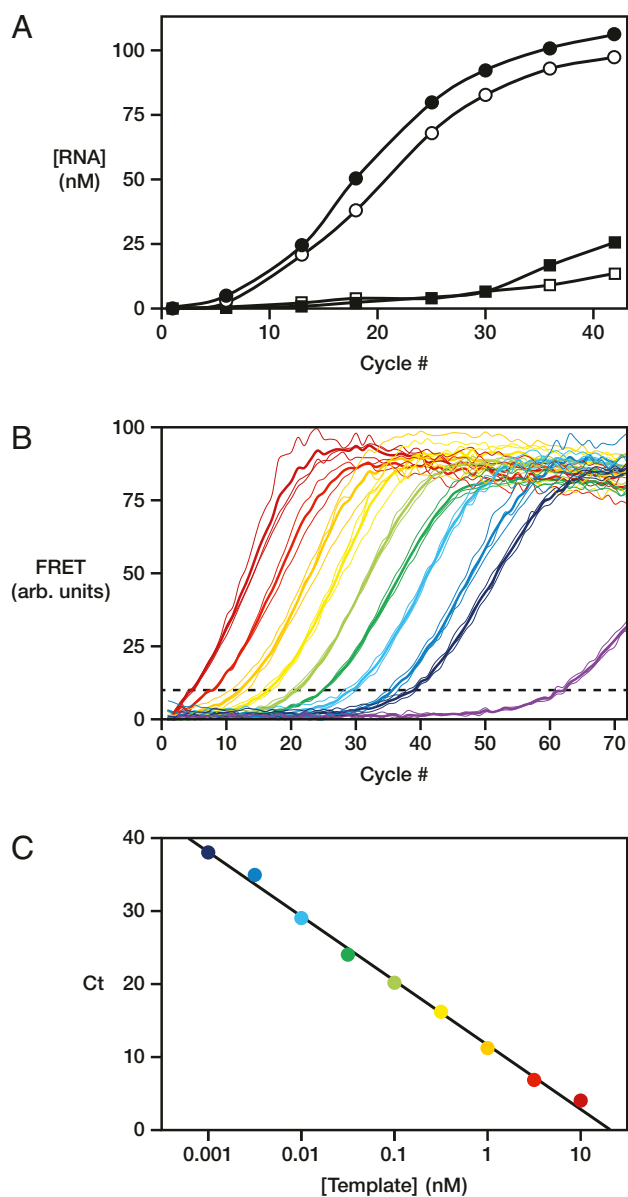 A
100
75
[RNA]
(nM)
50
25
0
0 10 20 30 40
Cycle #
B
100
75
FRET
(arb. units)
50
25
0
0 10 20 30 40 50 60 70
Cycle #
C
40
30
Ct
20
10
0
0.001 0.01 0.1 1 10
[Template] (nM)